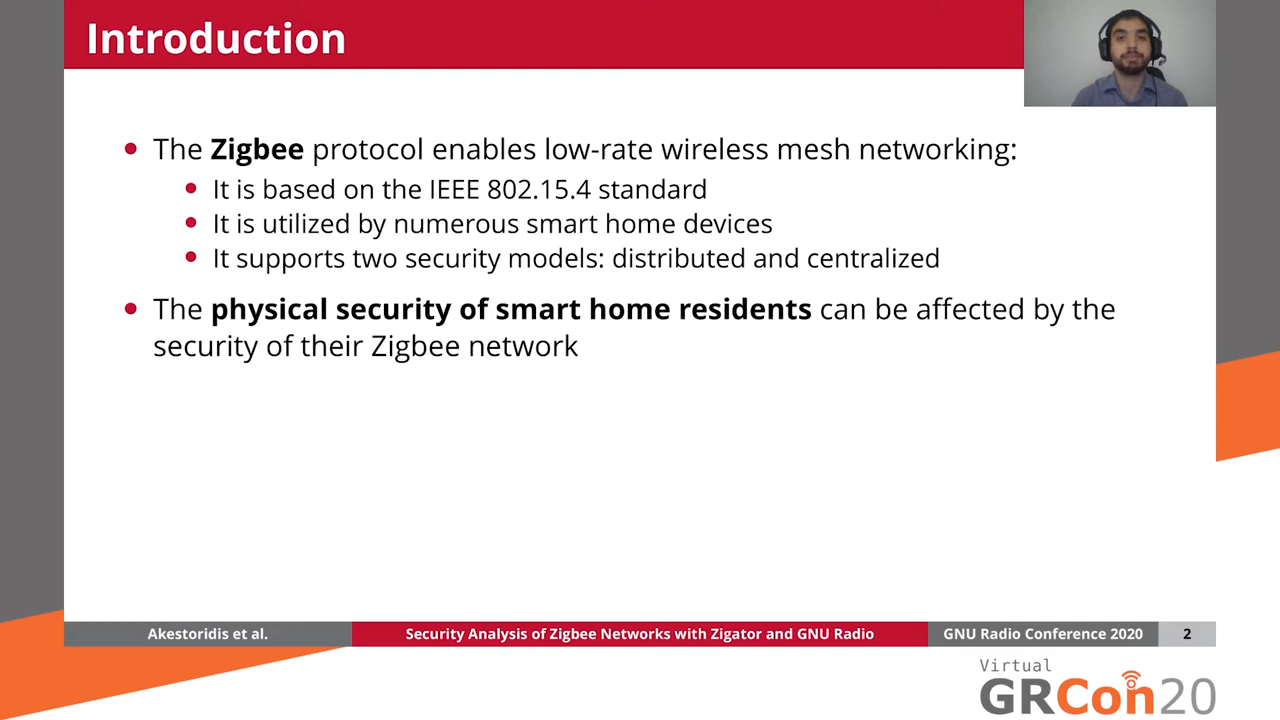 Introduction
The Zigbee protocol enables low-rate wireless mesh networking:
It is based on the IEEE 802.15.4 standard
It is utilized by numerous smart home devices
It supports two security models: distributed and centralized
The physical security of smart home residents can be affected by the
security of their Zigbee network
Akestoridis et al.
Security Analysis of Zigbee Networks with Zigator and GNU Radio
GNU Radio Conference 2020
2
Virtual
GRCon20